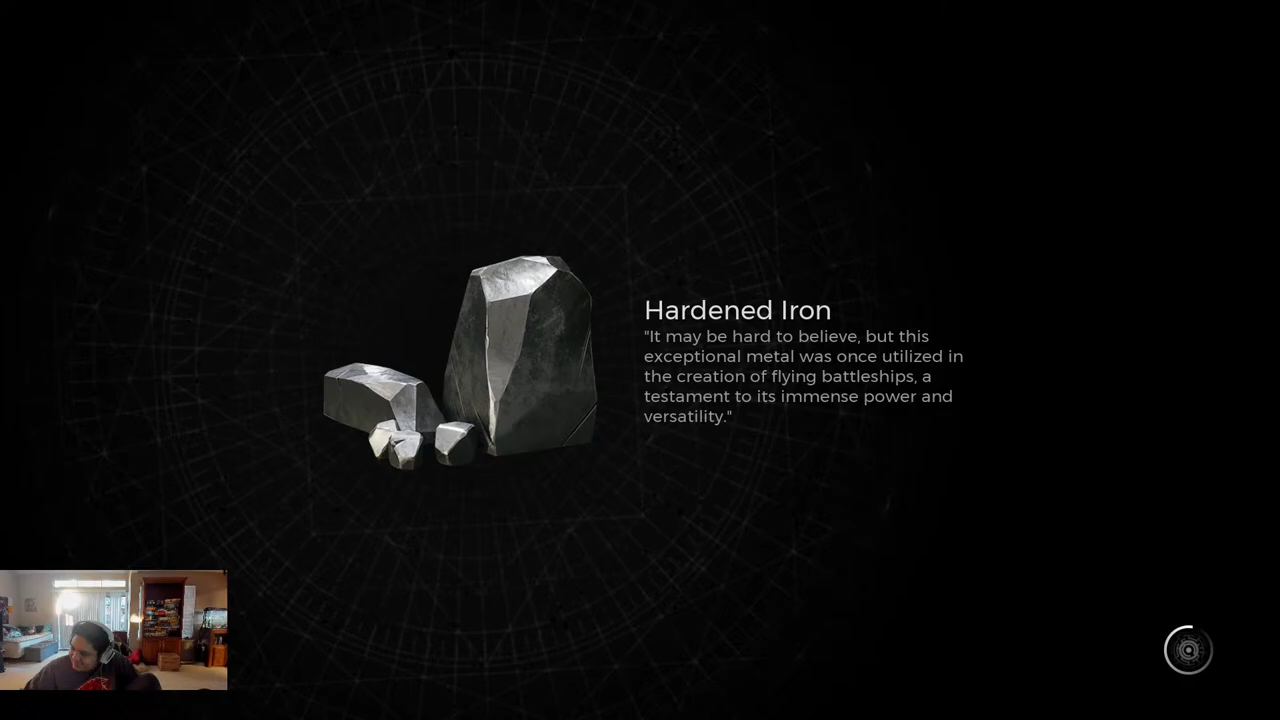 Hardened Iron
"It may be hard to believe, but this
exceptional metal was once utilized in
the creation of flying battleships, a
testament to its immense power and
versatility."